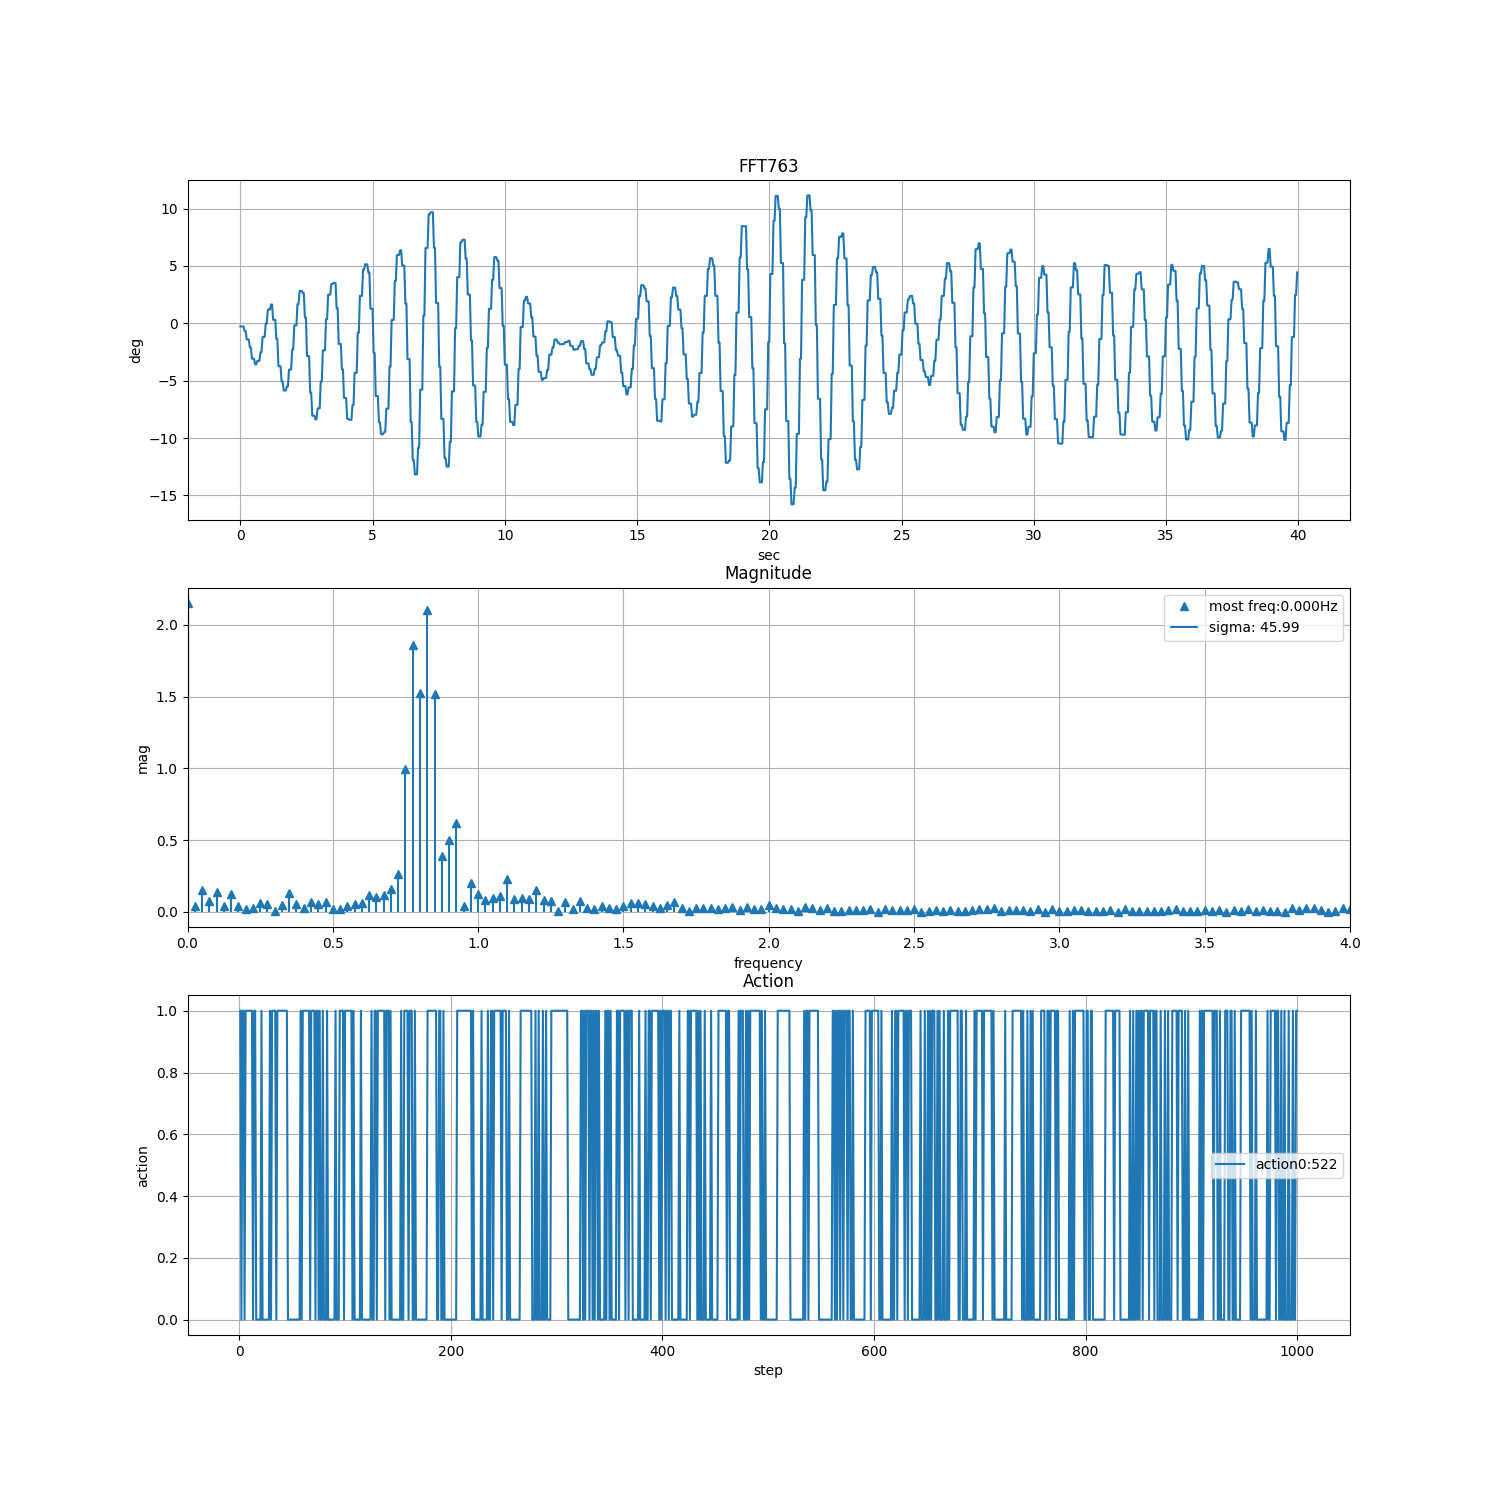 FFT763
10
5
0
−5
−10
−15
deg
0 5 10 15 20 25 30 35 40
sec
Magnitude
most freq:0.000Hz
sigma: 45.99
2.0
1.5
1.0
0.5
0.0
mag
0.0 0.5 1.0 1.5 2.0 2.5 3.0 3.5 4.0
frequency
Action
1.0
0.8
0.6
0.4
0.2
0.0
action
action0:522
0 200 400 600 800 1000
step